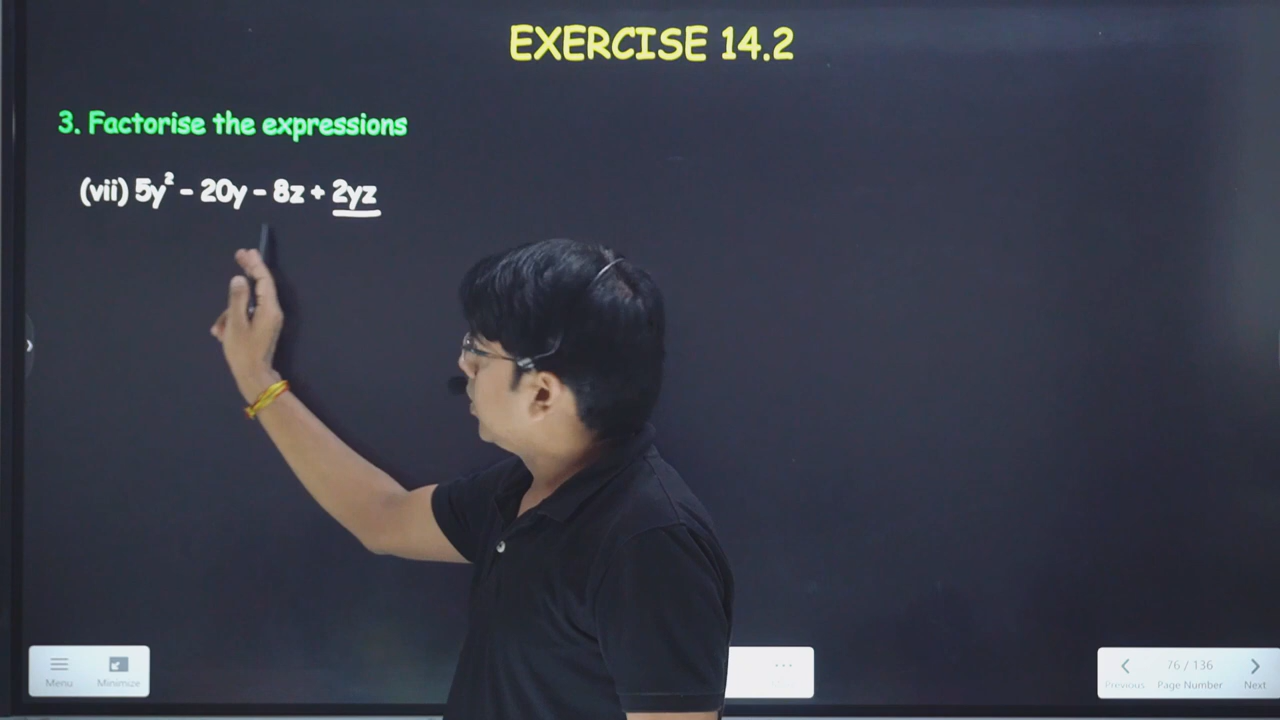 EXERCISE 14.2
3. Factorise the expressions
(vii) 5y² - 20y - 8z + 2yz
Menu
Minimize
76 / 136
Previous
Page Number
Next